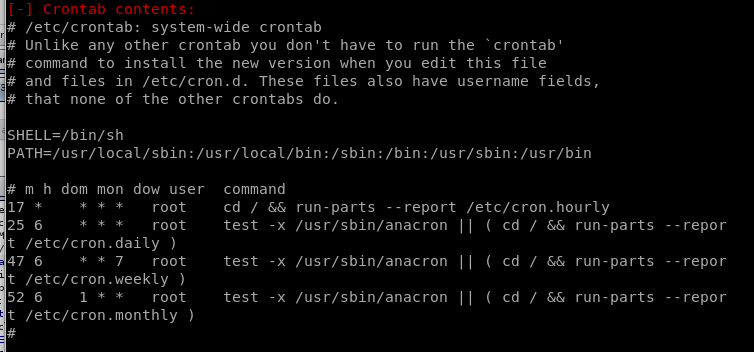 [-] Crontab contents:
# /etc/crontab: system-wide crontab
# Unlike any other crontab you don't have to run the `crontab'
# command to install the new version when you edit this file
# and files in /etc/cron.d. These files also have username fields,
# that none of the other crontabs do.
SHELL=/bin/sh
PATH=/usr/local/sbin:/usr/local/bin:/sbin:/bin:/usr/sbin:/usr/bin
# m h dom mon dow user  command
17 *    * * *   root    cd / && run-parts --report /etc/cron.hourly
25 6    * * *   root    test -x /usr/sbin/anacron || ( cd / && run-parts --repor
t /etc/cron.daily )
47 6    * * 7   root    test -x /usr/sbin/anacron || ( cd / && run-parts --repor
t /etc/cron.weekly )
52 6    1 * *   root    test -x /usr/sbin/anacron || ( cd / && run-parts --repor
t /etc/cron.monthly )
#